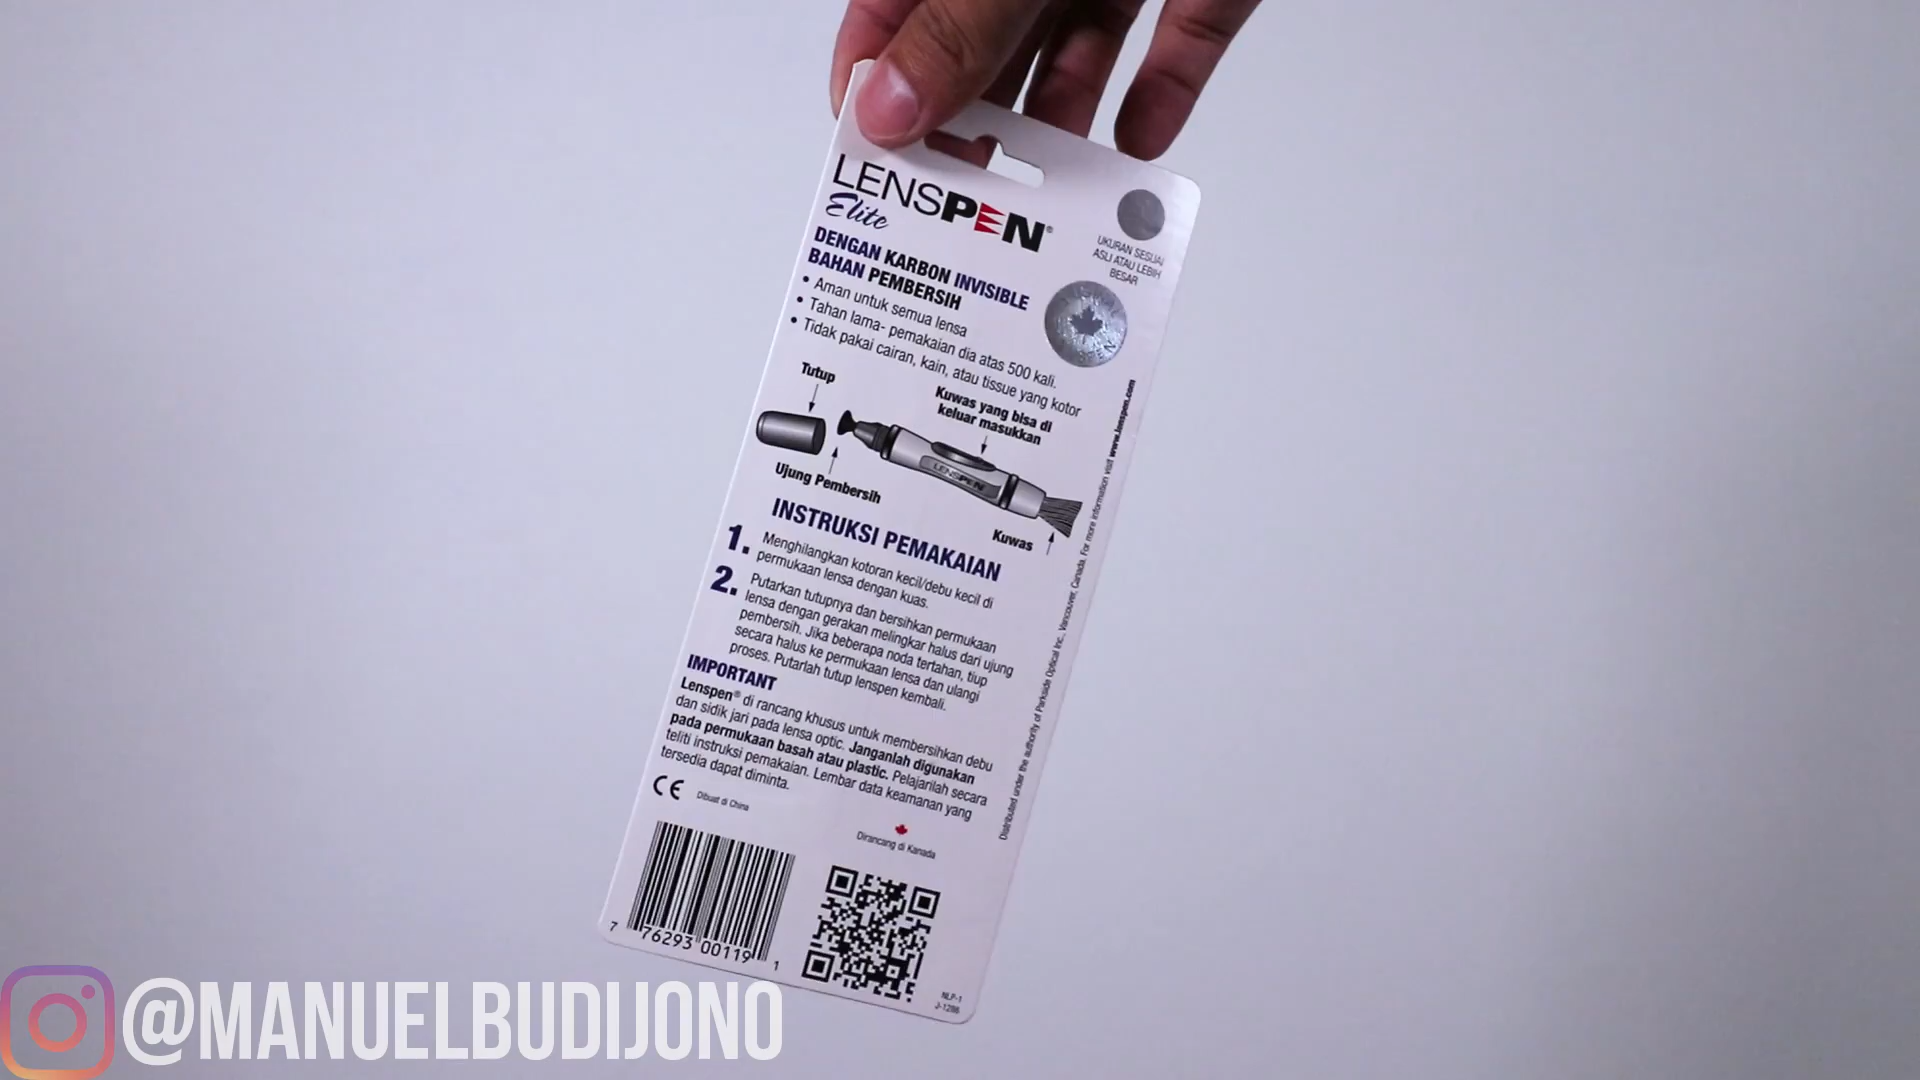 LENSPEN®
Elite
DENGAN KARBON INVISIBLE
BAHAN PEMBERSIH
• Aman untuk semua lensa
• Tahan lama- pemakaian dia atas 500 kali.
• Tidak pakai cairan, kain, atau tissue yang kotor
UKURAN SESUAI
ASLI ATAU LEBIH
BESAR
Tutup
Kuwas yang bisa di
keluar masukkan
LENSPEN
Ujung Pembersih
Kuwas
INSTRUKSI PEMAKAIAN
1. Menghilangkan kotoran kecil/debu kecil di
permukaan lensa dengan kuas.
2. Putarkan tutupnya dan bersihkan permukaan
lensa dengan gerakan melingkar halus dari ujung
pembersih. Jika beberapa noda tertahan, tiup
secara halus ke permukaan lensa dan ulangi
proses. Putarlah tutup lenspen kembali.
IMPORTANT
Lenspen® di rancang khusus untuk membersihkan debu
dan sidik jari pada lensa optic. Janganlah digunakan
pada permukaan basah atau plastic. Pelajarilah secara
teliti instruksi pemakaian. Lembar data keamanan yang
tersedia dapat diminta.
CE Dibuat di China
Dirancang di Kanada
7 76293 00119 1
NLP-1
J-1286
Distributed under the authority of Parkside Optical Inc., Vancouver, Canada. For more information visit www.lenspen.com
@MANUELBUDIJONO